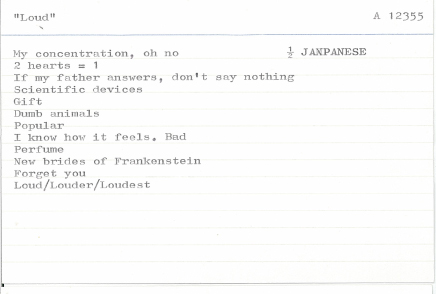 "Loud" A 12355
My concentration, oh no ½ JANPANESE
2 hearts = 1
If my father answers, don't say nothing
Scientific devices
Gift
Dumb animals
Popular
I know how it feels. Bad
Perfume
New brides of Frankenstein
Forget you
Loud/Louder/Loudest